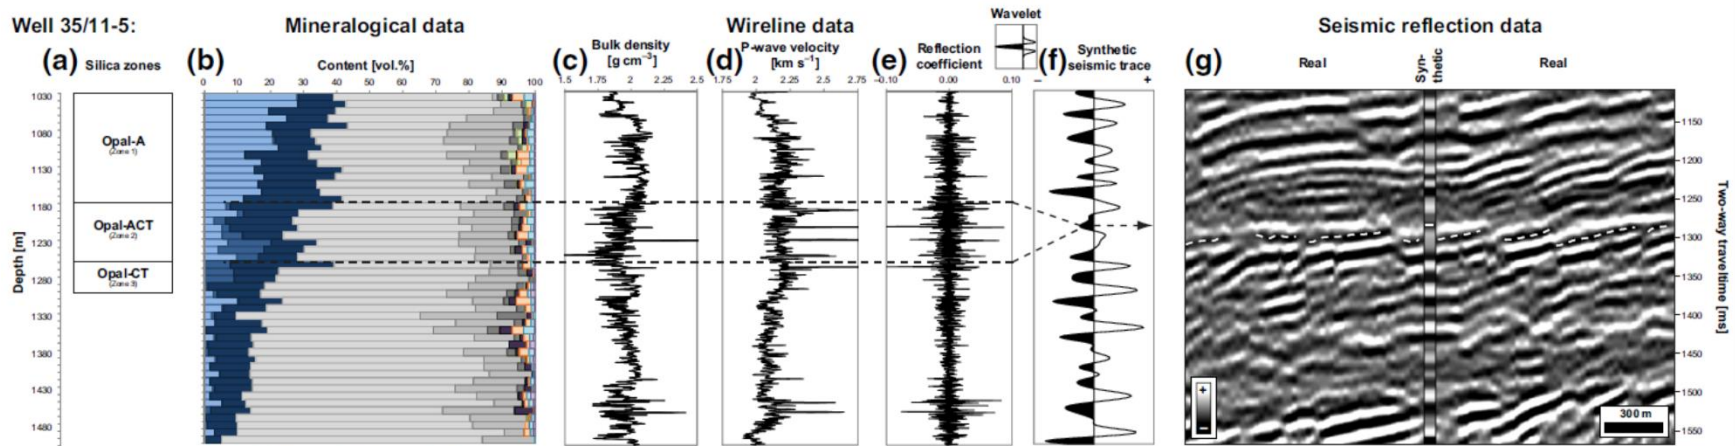 Well 35/11-5:
Mineralogical data
Wireline data
Wavelet
Seismic reflection data
(a) Silica zones
(b)
Content [vol.%]
0 10 20 30 40 50 60 70 80 90 100
(c) Bulk density
[g cm⁻³]
1.5 1.75 2 2.25 2.5
(d) P-wave velocity
[km s⁻¹]
1.75 2 2.25 2.5 2.75
(e) Reflection
coefficient
-0.10 0.00 0.10
(f) Synthetic
seismic trace
− +
(g) Real
Syn-
thetic
Real
Depth [m]
1030
1080
1130
1180
1230
1280
1330
1380
1430
1480
Opal-A
(Zone 1)
Opal-ACT
(Zone 2)
Opal-CT
(Zone 3)
1150
1200
1250
1300
1350
1400
1450
1500
1550
Two-way traveltime [ms]
+
−
300 m